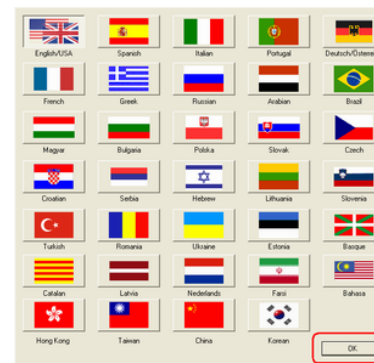 English/USA Spanish Italian Portugal Deutsch/Österre
French Greek Russian Arabian Brazil
Magyar Bulgaria Polska Slovak Czech
Croatian Serbia Hebrew Lithuania Slovenia
Turkish Romania Ukraine Estonia Basque
Catalan Latvia Nederlands Farsi Bahasa
Hong Kong Taiwan China Korean
OK